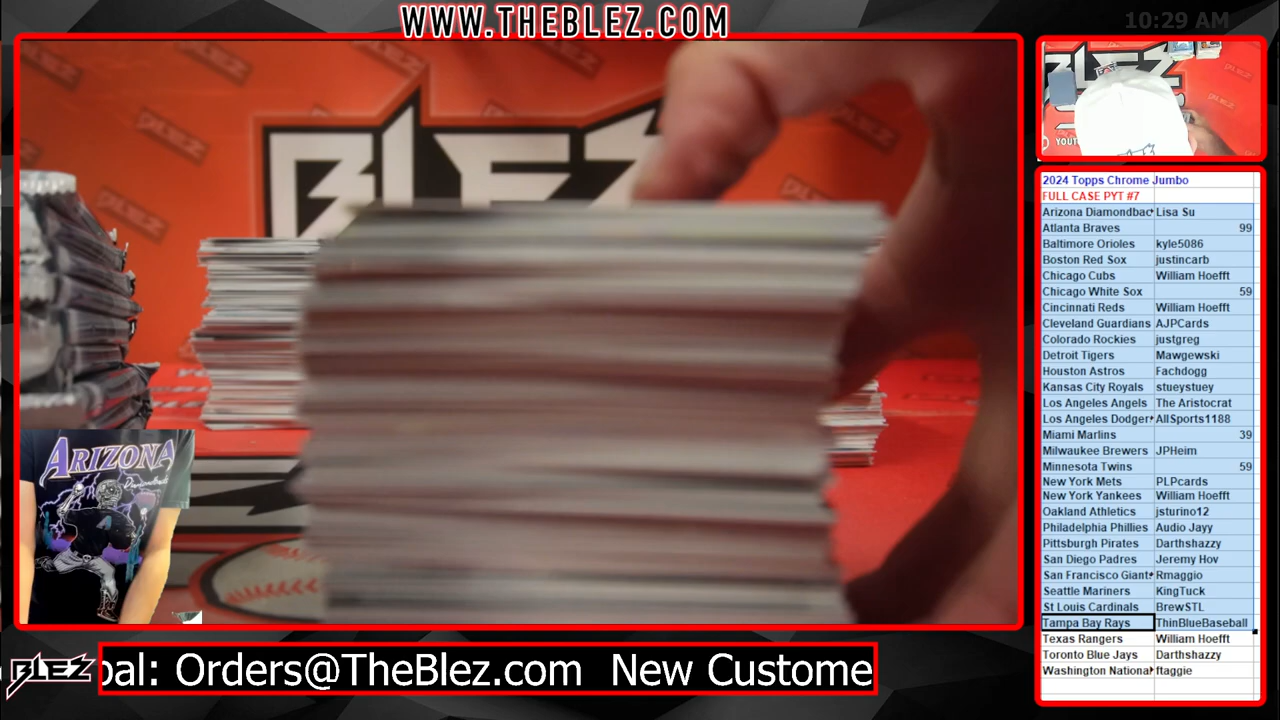 WWW.THEBLEZ.COM
10:29 AM
BLEZ
BLEZ
YOUT
2024 Topps Chrome Jumbo
FULL CASE PYT #7
Arizona Diamondbac Lisa Su
Atlanta Braves 99
Baltimore Orioles kyle5086
Boston Red Sox justincarb
Chicago Cubs William Hoefft
Chicago White Sox 59
Cincinnati Reds William Hoefft
Cleveland Guardians AJPCards
Colorado Rockies justgreg
Detroit Tigers Mawgewski
Houston Astros Fachdogg
Kansas City Royals stueystuey
Los Angeles Angels The Aristocrat
Los Angeles Dodger AllSports1188
Miami Marlins 39
Milwaukee Brewers JPHeim
Minnesota Twins 59
New York Mets PLPcards
New York Yankees William Hoefft
Oakland Athletics jsturino12
Philadelphia Phillies Audio Jayy
Pittsburgh Pirates Darthshazzy
San Diego Padres Jeremy Hov
San Francisco Giant Rmaggio
Seattle Mariners KingTuck
St Louis Cardinals BrewSTL
Tampa Bay Rays ThinBlueBaseball
Texas Rangers William Hoefft
Toronto Blue Jays Darthshazzy
Washington National ftaggie
ARIZONA
BLEZ
pal: Orders@TheBlez.com New Custome